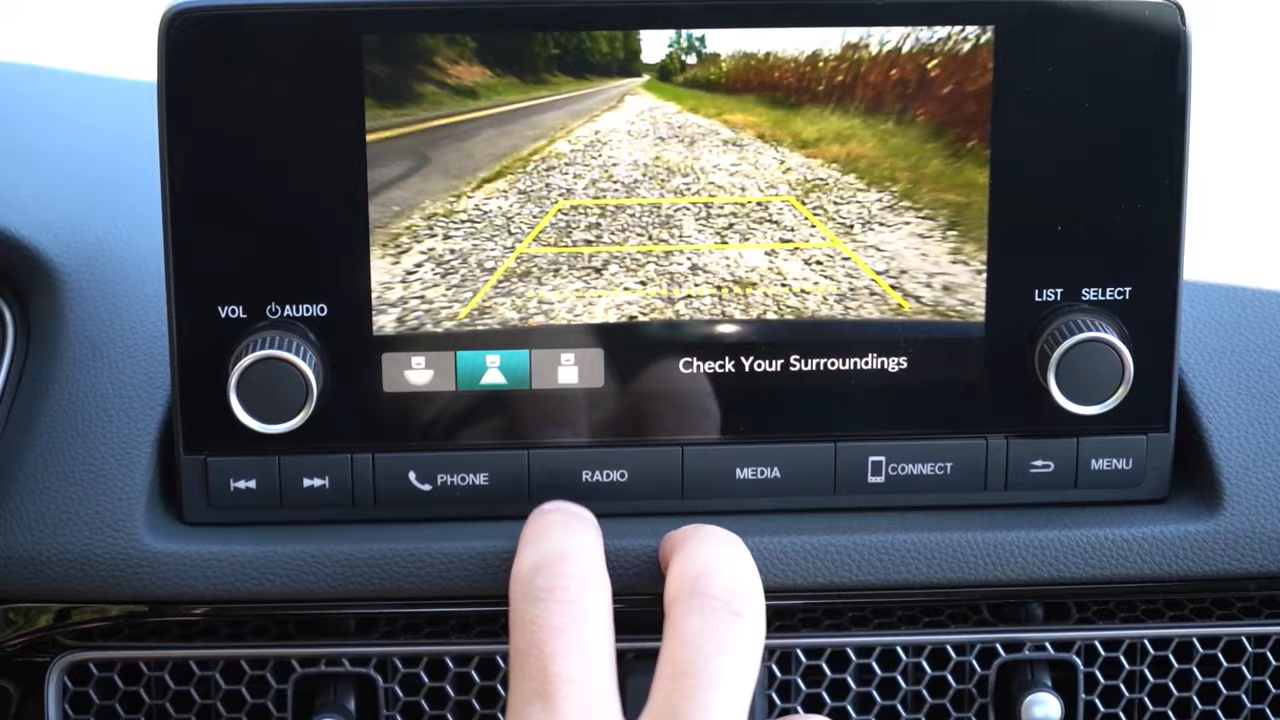 Check Your Surroundings
VOL AUDIO
LIST SELECT
PHONE
RADIO
MEDIA
CONNECT
MENU